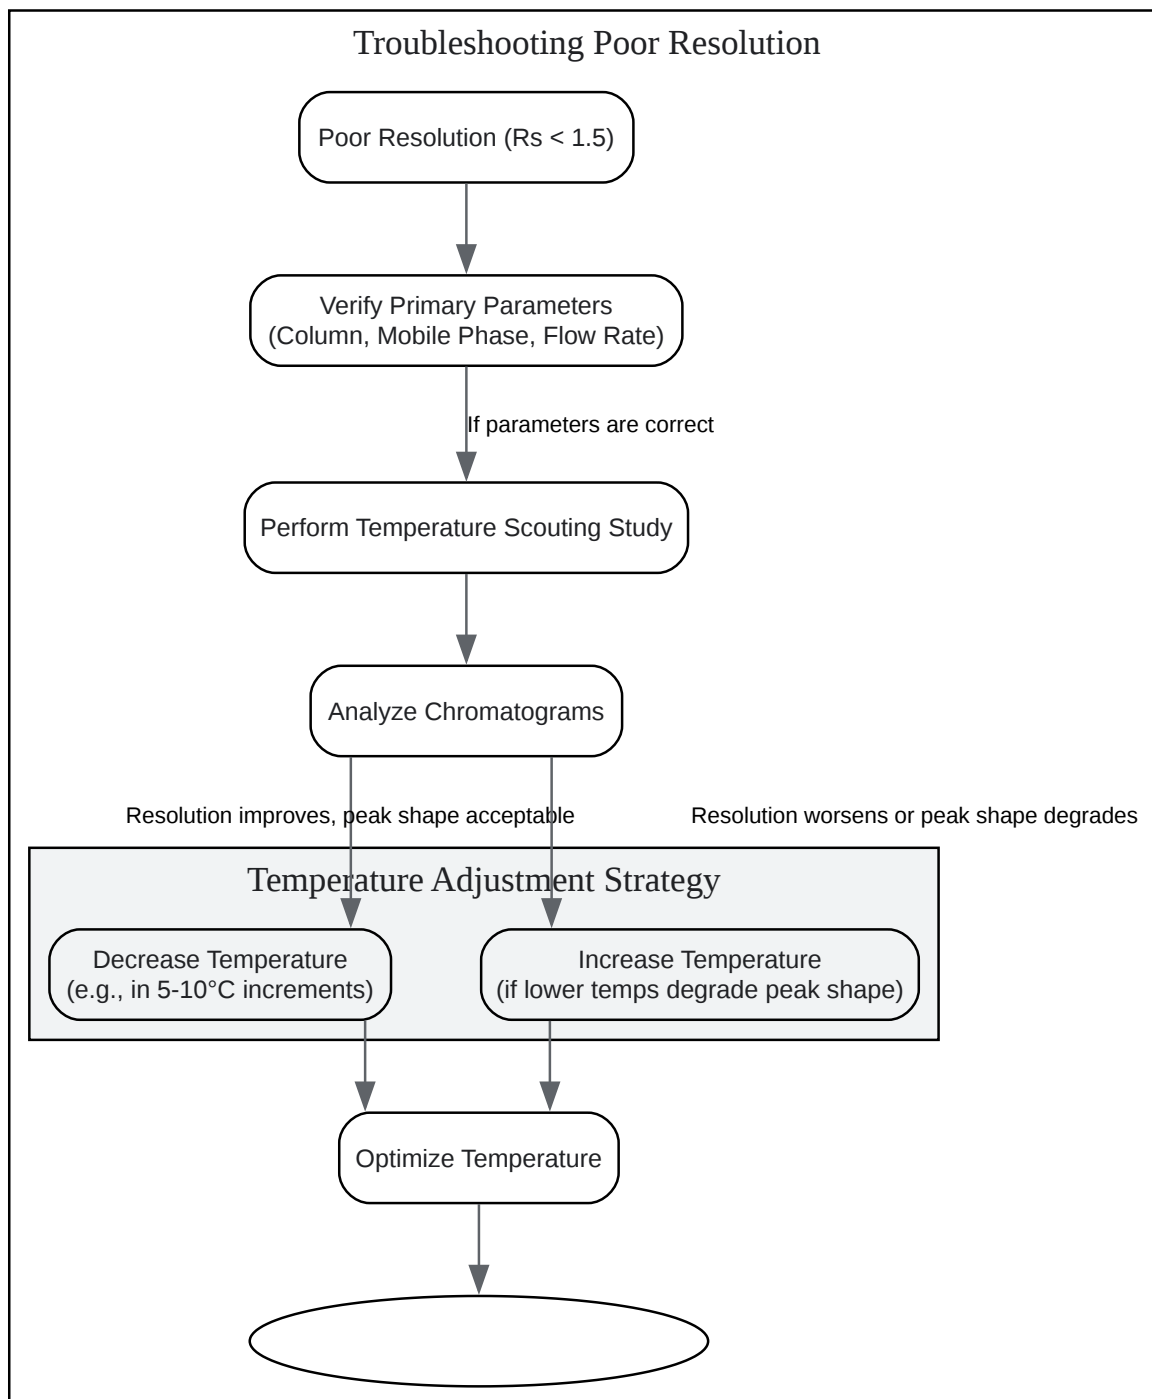 Troubleshooting Poor Resolution
Poor Resolution (Rs < 1.5)
Verify Primary Parameters
(Column, Mobile Phase, Flow Rate)
If parameters are correct
Perform Temperature Scouting Study
Analyze Chromatograms
Resolution improves, peak shape acceptable
Resolution worsens or peak shape degrades
Temperature Adjustment Strategy
Decrease Temperature
(e.g., in 5-10°C increments)
Increase Temperature
(if lower temps degrade peak shape)
Optimize Temperature